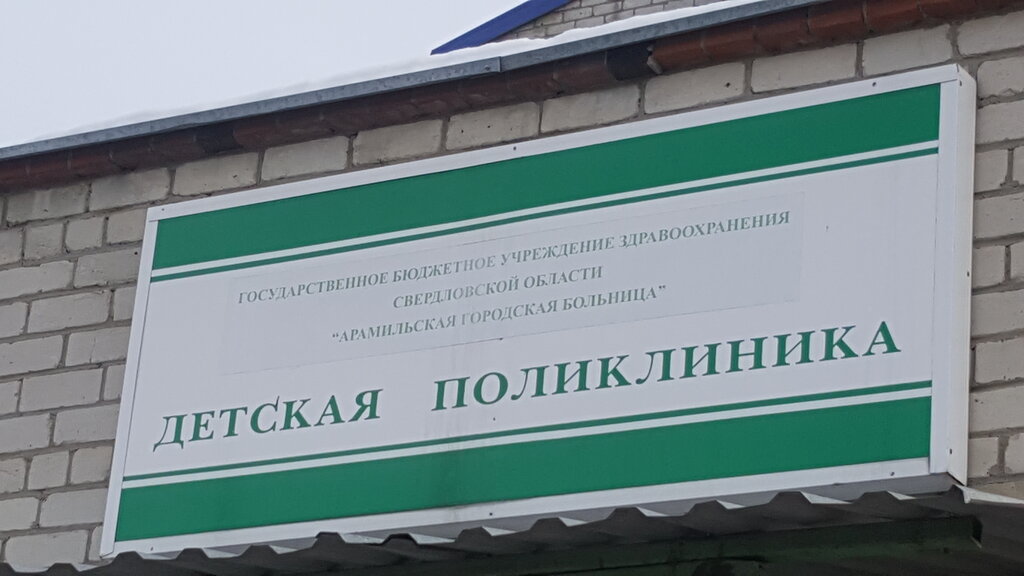 ГОСУДАРСТВЕННОЕ БЮДЖЕТНОЕ УЧРЕЖДЕНИЕ ЗДРАВООХРАНЕНИЯ
СВЕРДЛОВСКОЙ ОБЛАСТИ
“АРАМИЛЬСКАЯ ГОРОДСКАЯ БОЛЬНИЦА”
ДЕТСКАЯ ПОЛИКЛИНИКА